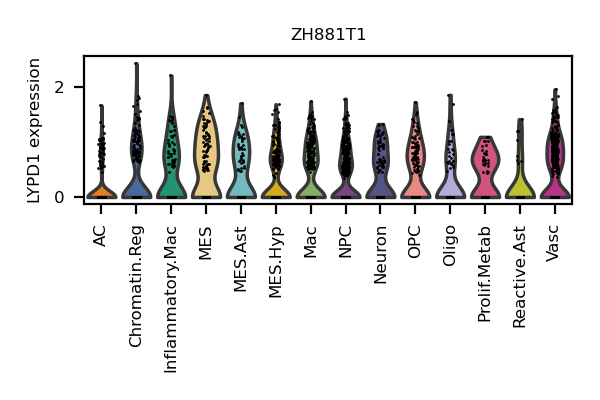 ZH881T1
LYPD1 expression
2
0
AC
Chromatin.Reg
Inflammatory.Mac
MES
MES.Ast
MES.Hyp
Mac
NPC
Neuron
OPC
Oligo
Prolif.Metab
Reactive.Ast
Vasc